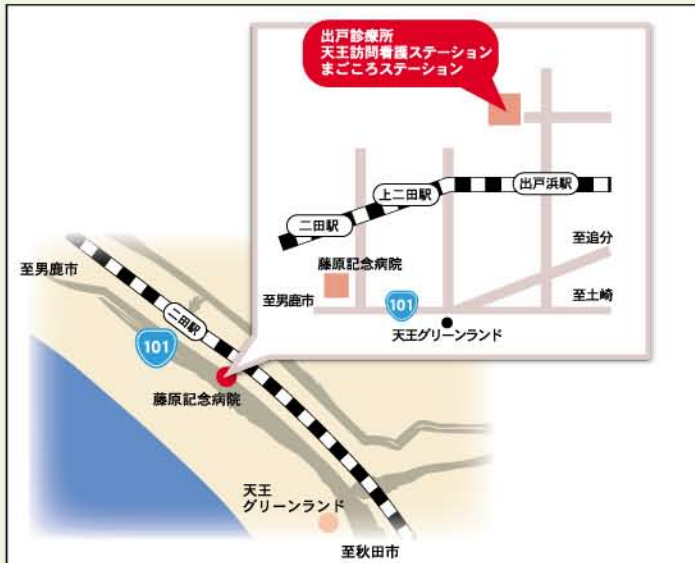 出戸診療所
天王訪問看護ステーション
まごころステーション
出戸浜駅
上二田駅
二田駅
至追分
藤原記念病院
至男鹿市
101
至土崎
天王グリーンランド
至男鹿市
二田駅
101
藤原記念病院
天王
グリーンランド
至秋田市